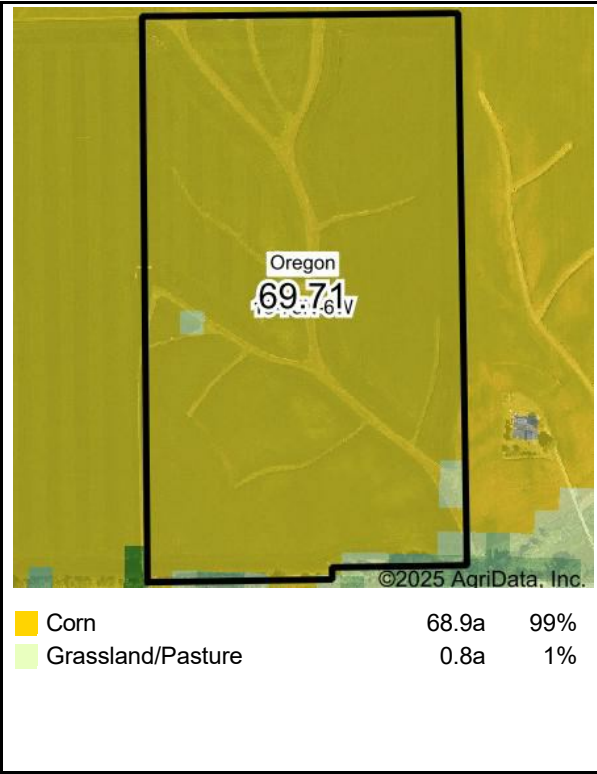 Oregon
69.71
©2025 AgriData, Inc.
Corn 68.9a 99%
Grassland/Pasture 0.8a 1%